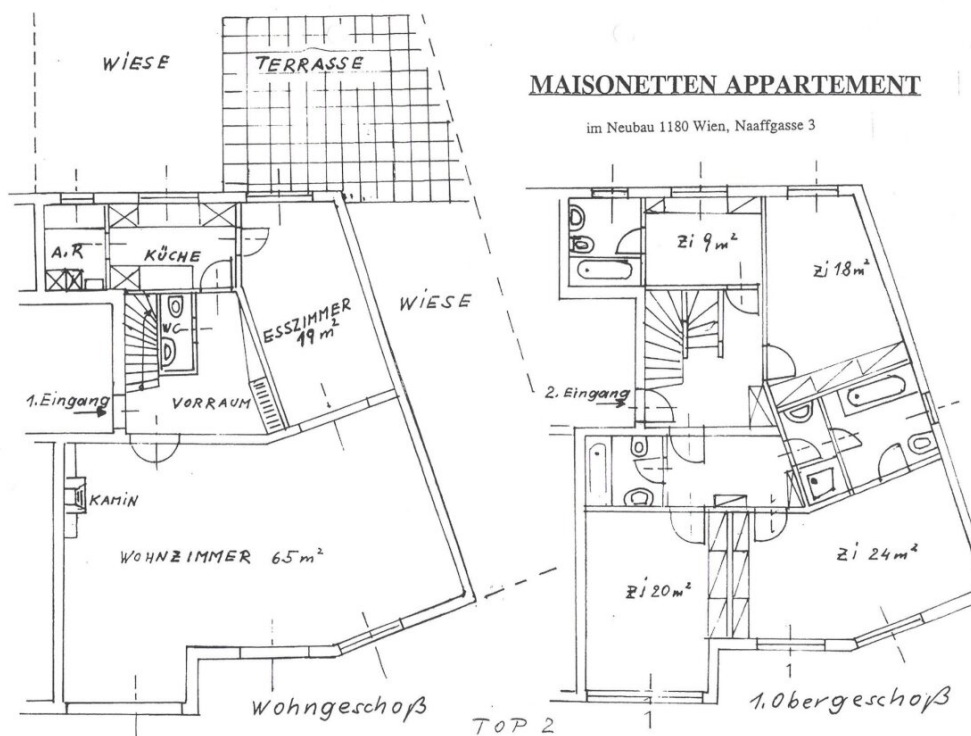 WIESE
TERRASSE
MAISONETTEN APPARTEMENT
im Neubau 1180 Wien, Naaffgasse 3
A.R
KÜCHE
WC
ESSZIMMER
19 m²
WIESE
1. Eingang
VORRAUM
KAMIN
WOHNZIMMER 65 m²
Wohngeschoß
Zi 9 m²
Zi 18 m²
2. Eingang
Zi 20 m²
Zi 24 m²
1
1
1. Obergeschoß
TOP 2